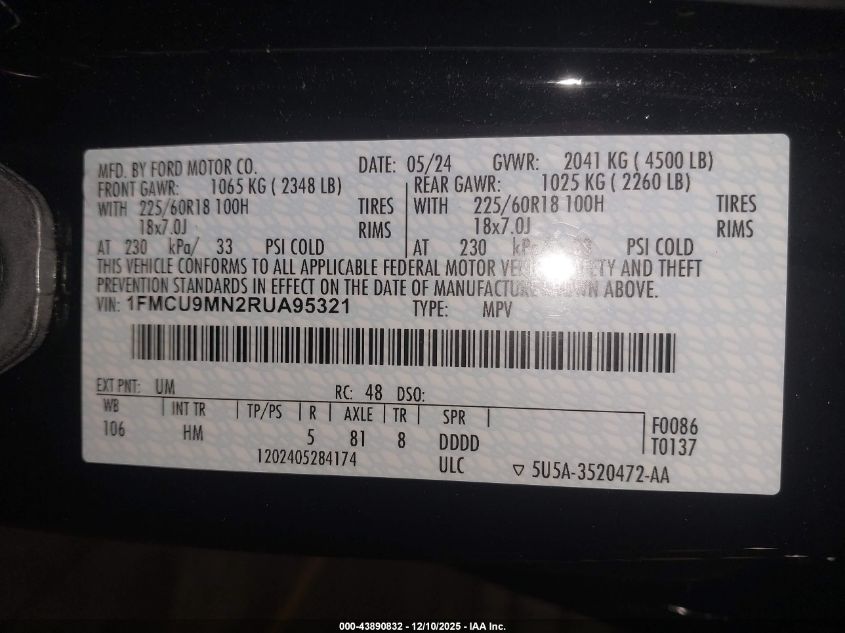 MFD. BY FORD MOTOR CO. DATE: 05/24 GVWR: 2041 KG ( 4500 LB)
FRONT GAWR: 1065 KG ( 2348 LB) REAR GAWR: 1025 KG ( 2260 LB)
WITH 225/60R18 100H TIRES WITH 225/60R18 100H TIRES
18x7.0J RIMS 18x7.0J RIMS
AT 230 kPa/ 33 PSI COLD AT 230 PSI COLD
THIS VEHICLE CONFORMS TO ALL APPLICABLE FEDERAL MOTOR AND THEFT
PREVENTION STANDARDS IN EFFECT ON THE DATE OF MANUFACTURE SHOWN ABOVE.
VIN: 1FMCU9MN2RUA95321 TYPE: MPV
EXT PNT: UM RC: 48 DSO:
WB INT TR TP/PS R AXLE TR SPR
106 HM 5 81 8 DDDD
F0086
T0137
1202405284174 ULC ▽ 5U5A-3520472-AA
000-43890832 - 12/10/2025 - IAA Inc.